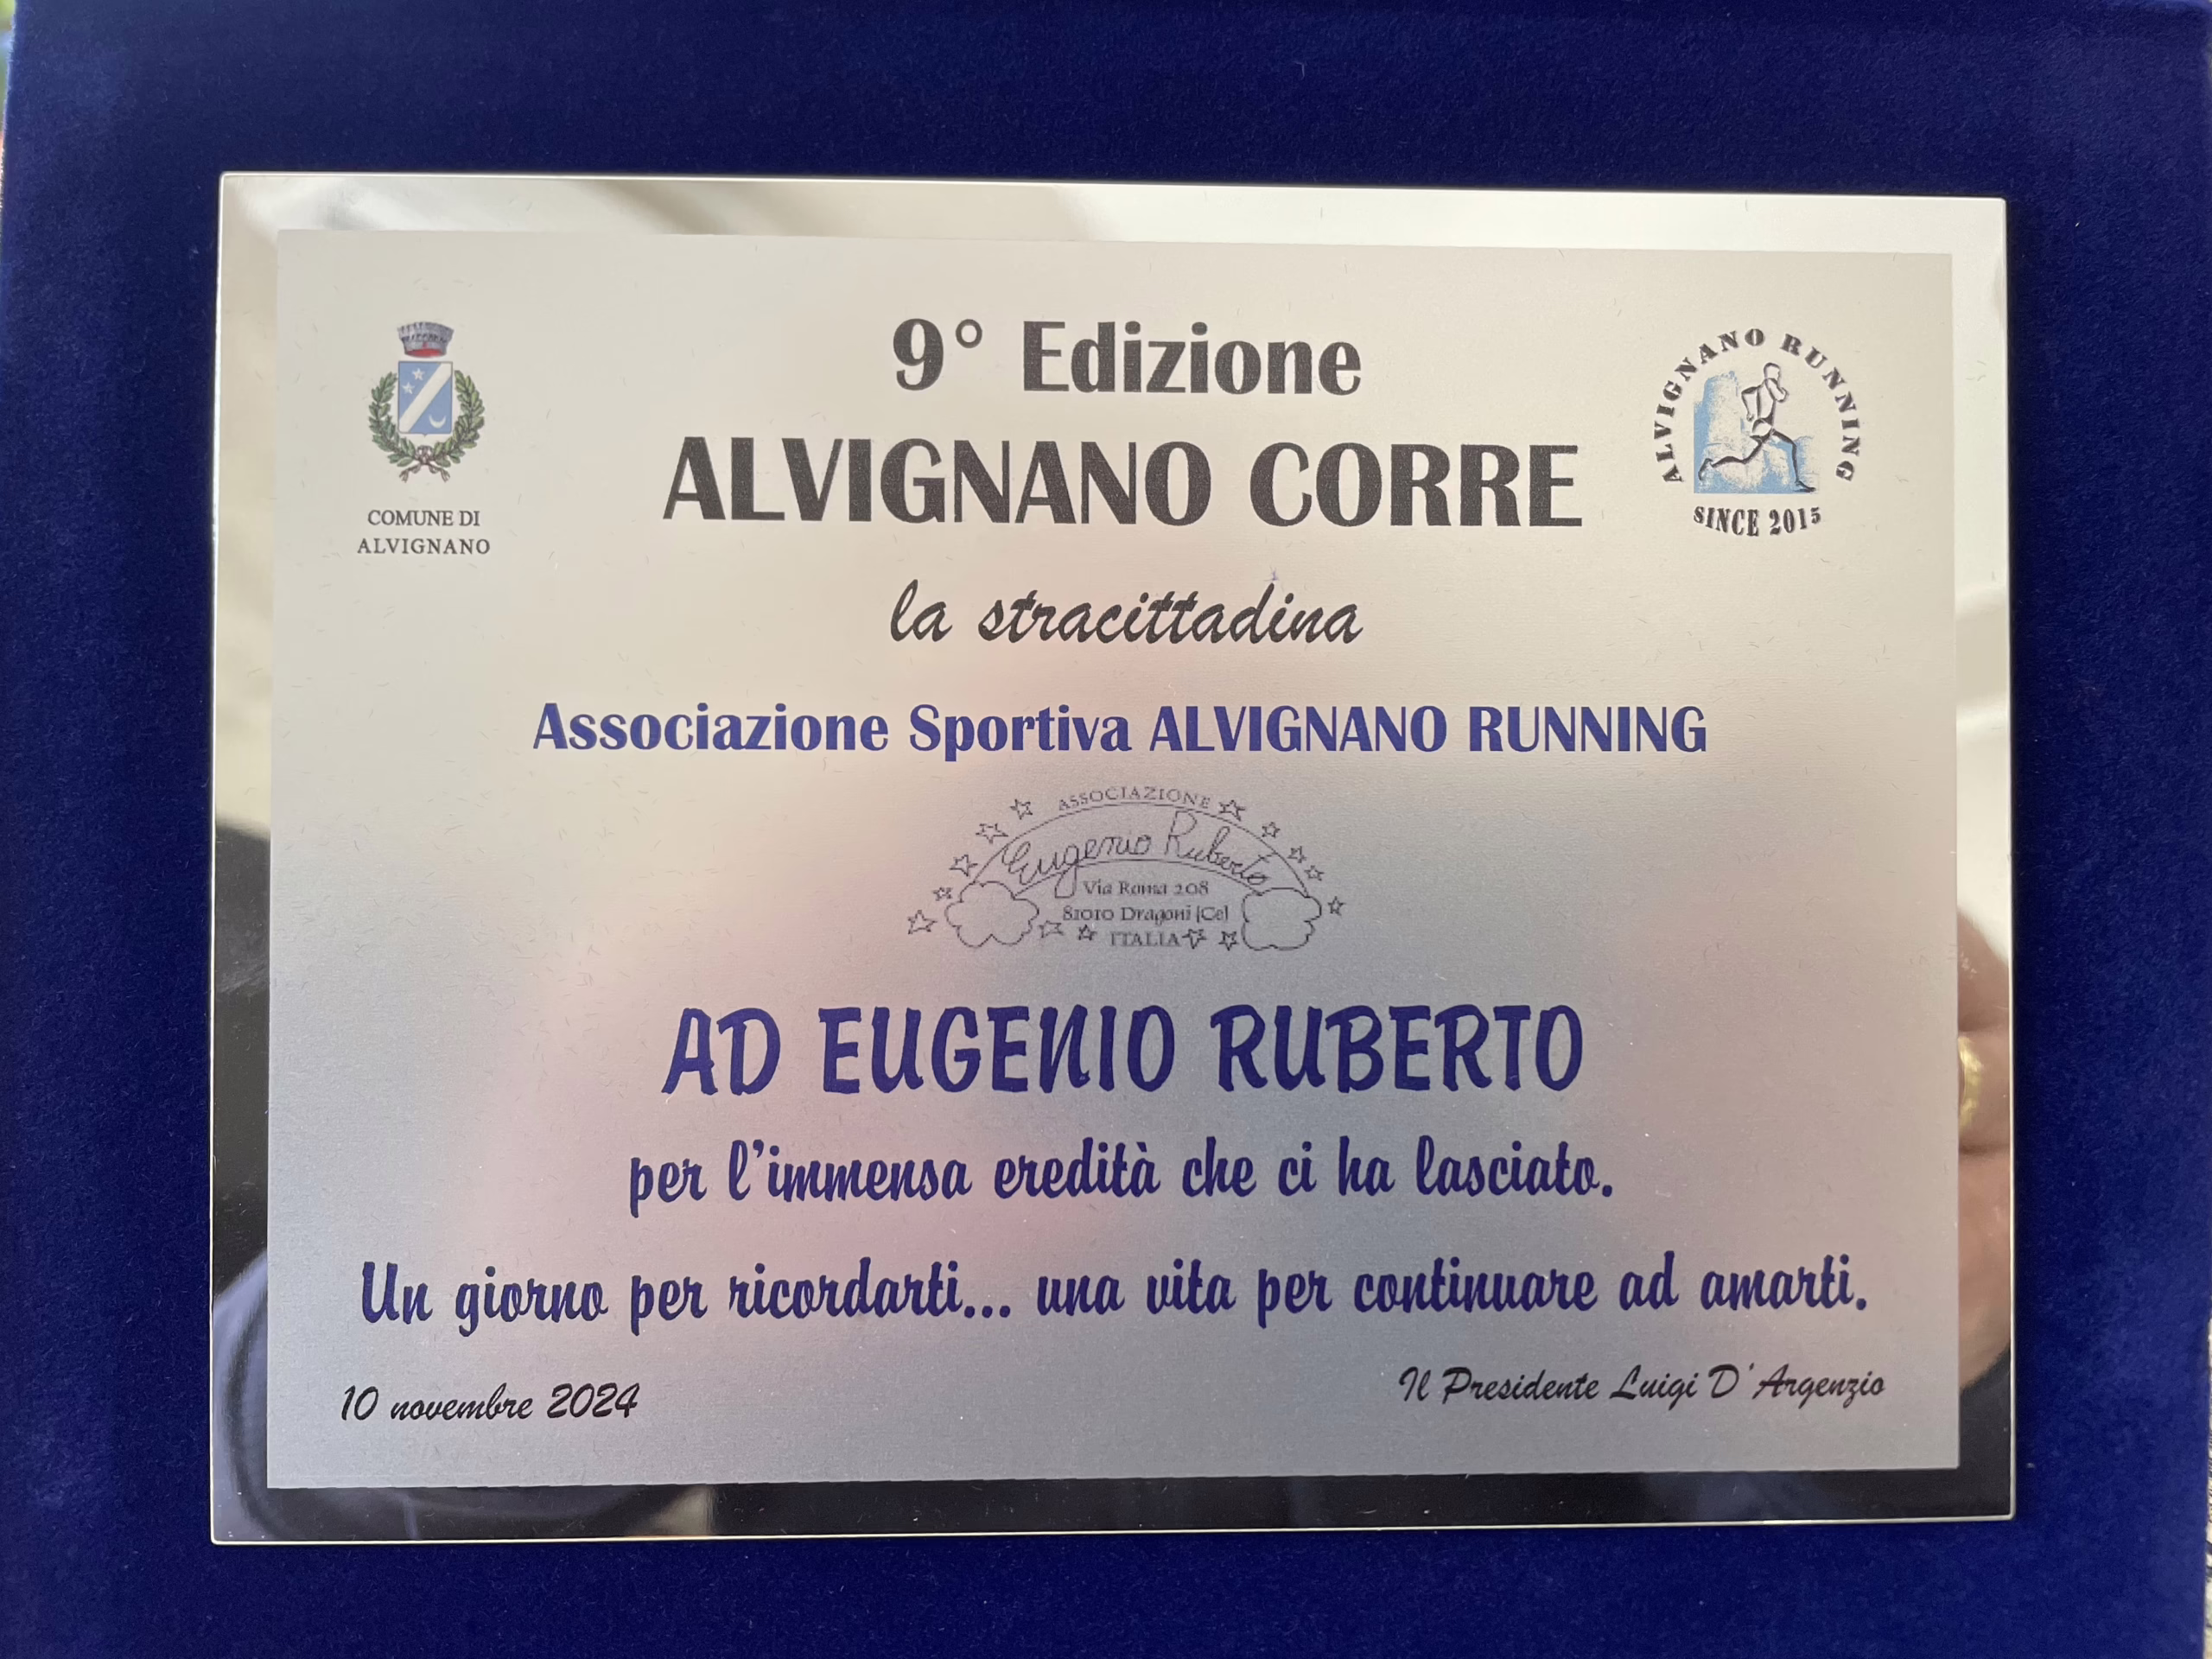 9° Edizione
ALVIGNANO CORRE
la stracittadina
COMUNE DI
ALVIGNANO
ALVIGNANO RUNNING
SINCE 2015
Associazione Sportiva ALVIGNANO RUNNING
ASSOCIAZIONE
Eugenio Ruberto
Via Roma 208
81010 Dragoni (Ce)
ITALIA
AD EUGENIO RUBERTO
per l'immensa eredità che ci ha lasciato.
Un giorno per ricordarti... una vita per continuare ad amarti.
10 novembre 2024
Il Presidente Luigi D'Argenzio